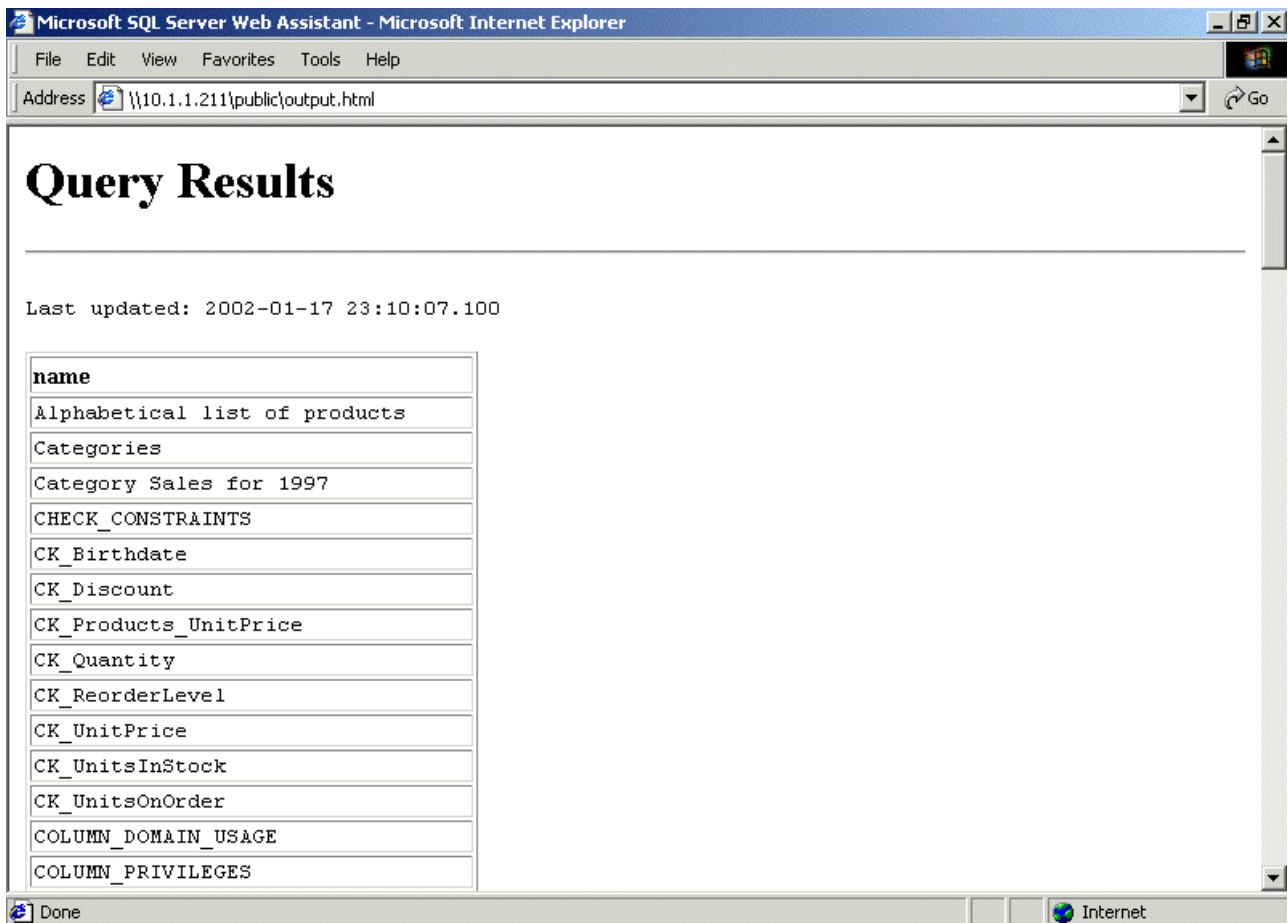 Microsoft SQL Server Web Assistant - Microsoft Internet Explorer
File Edit View Favorites Tools Help
Address \\10.1.1.211\public\output.html Go
Query Results
Last updated: 2002-01-17 23:10:07.100
name
Alphabetical list of products
Categories
Category Sales for 1997
CHECK_CONSTRAINTS
CK_Birthdate
CK_Discount
CK_Products_UnitPrice
CK_Quantity
CK_ReorderLevel
CK_UnitPrice
CK_UnitsInStock
CK_UnitsOnOrder
COLUMN_DOMAIN_USAGE
COLUMN_PRIVILEGES
Done Internet